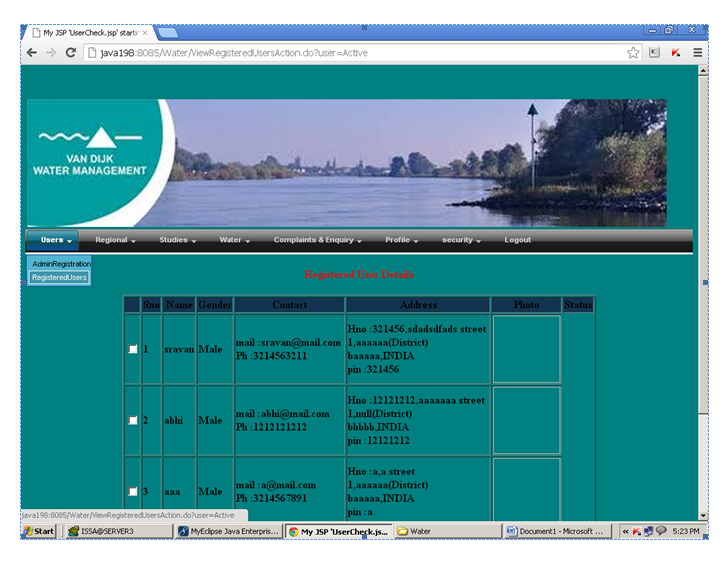 My JSP 'UserCheck.jsp' startin
java198:8085/Water/ViewRegisteredUsersAction.do?user=Active
VAN DIJK
WATER MANAGEMENT
Users Regional Studies Water Complaints & Enquiry Profile security Logout
AdminRegistration
RegisteredUsers
Registered User Details
Sno Name Gender Contact Address Photo Status
1 sravan Male
mail :sravan@mail.com
Ph :3214563211
Hno :321456,sdadsdfads street
1,aaaaaa(District)
baaaaa,INDIA
pin :321456
2 abhi Male
mail :abhi@mail.com
Ph :1212121212
Hno :12121212,aaaaaaa street
1,null(District)
bbbbb,INDIA
pin :12121212
3 aaa Male
mail :a@mail.com
Ph :3214567891
Hno :a,a street
1,aaaaaa(District)
baaaaa,INDIA
pin :a
java198:8085/Water/ViewRegisteredUsersAction.do?user=Active
Start ISSA@SERVER3 MyEclipse Java Enterpris... My JSP 'UserCheck.js... Water Document1 - Microsoft ... 5:23 PM